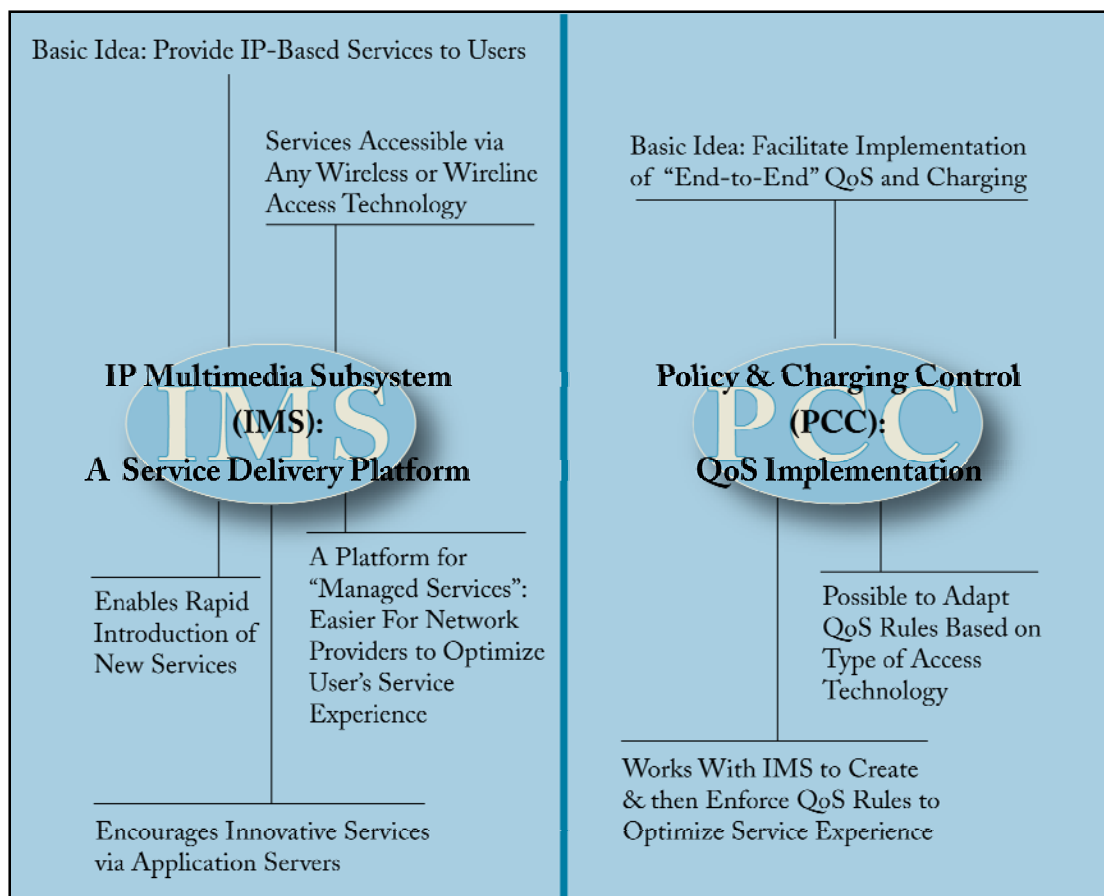 Basic Idea: Provide IP-Based Services to Users
Services Accessible via
Any Wireless or Wireline
Access Technology
IMS
IP Multimedia Subsystem
(IMS):
A Service Delivery Platform
Enables Rapid
Introduction of
New Services
A Platform for
“Managed Services”:
Easier For Network
Providers to Optimize
User’s Service
Experience
Encourages Innovative Services
via Application Servers
Basic Idea: Facilitate Implementation
of “End-to-End” QoS and Charging
PCC
Policy & Charging Control
(PCC):
QoS Implementation
Possible to Adapt
QoS Rules Based on
Type of Access
Technology
Works With IMS to Create
& then Enforce QoS Rules to
Optimize Service Experience